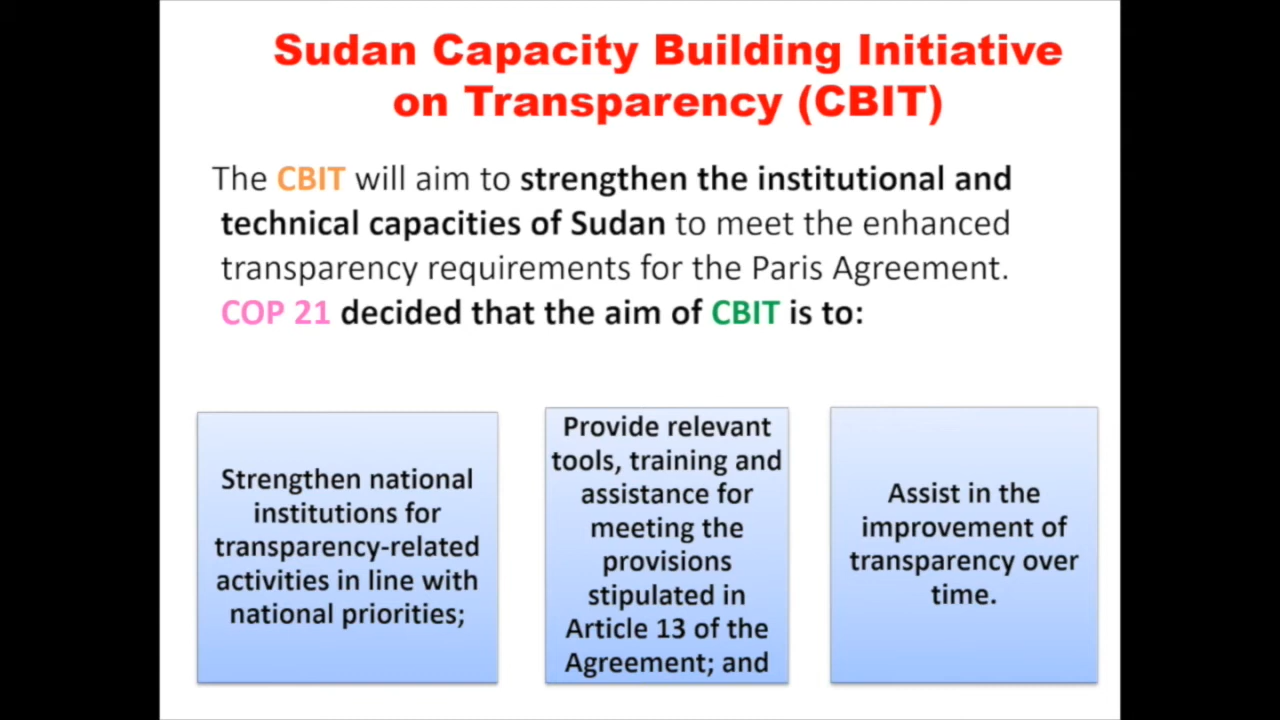 Sudan Capacity Building Initiative
on Transparency (CBIT)
The CBIT will aim to strengthen the institutional and
technical capacities of Sudan to meet the enhanced
transparency requirements for the Paris Agreement.
COP 21 decided that the aim of CBIT is to:
Strengthen national
institutions for
transparency-related
activities in line with
national priorities;
Provide relevant
tools, training and
assistance for
meeting the
provisions
stipulated in
Article 13 of the
Agreement; and
Assist in the
improvement of
transparency over
time.